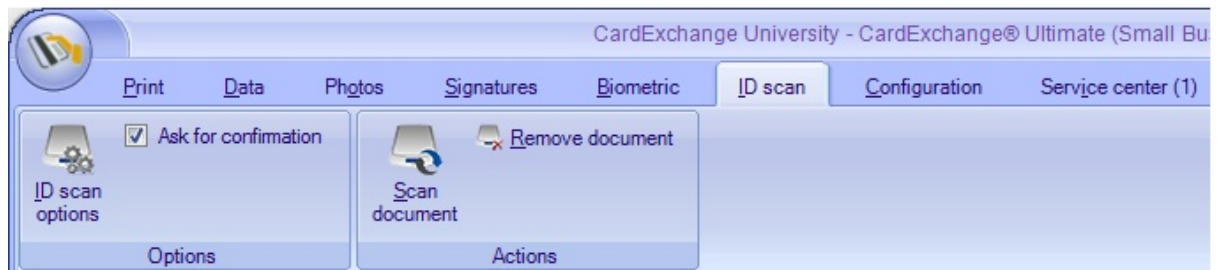 CardExchange University - CardExchange® Ultimate (Small Bu
Print Data Photos Signatures Biometric ID scan Configuration Service center (1)
Ask for confirmation
ID scan
options
Options
Remove document
Scan
document
Actions